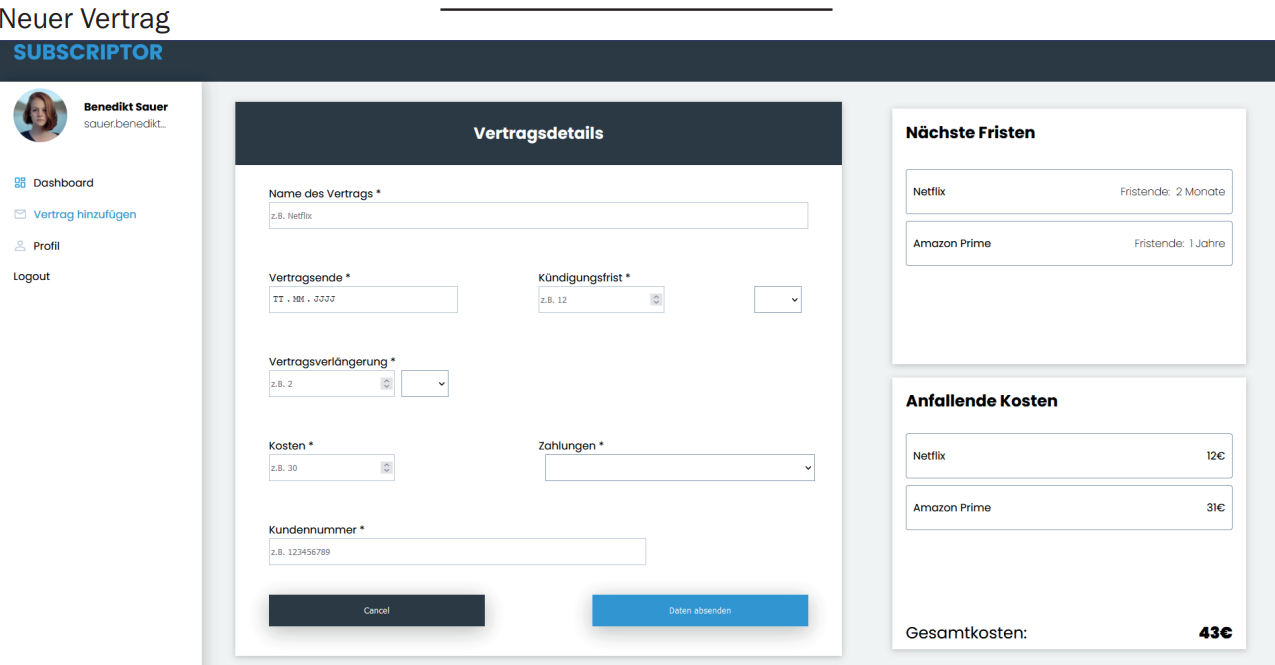 Neuer Vertrag
SUBSCRIPTOR
Benedikt Sauer
sauer.benedikt...
Dashboard
Vertrag hinzufügen
Profil
Logout
Vertragsdetails
Name des Vertrags *
z.B. Netflix
Vertragsende * Kündigungsfrist *
TT . MM . JJJJ z.B. 12
Vertragsverlängerung *
z.B. 2
Kosten * Zahlungen *
z.B. 30
Kundennummer *
z.B. 123456789
Cancel Daten absenden
Nächste Fristen
Netflix Fristende: 2 Monate
Amazon Prime Fristende: 1 Jahre
Anfallende Kosten
Netflix 12€
Amazon Prime 31€
Gesamtkosten: 43€